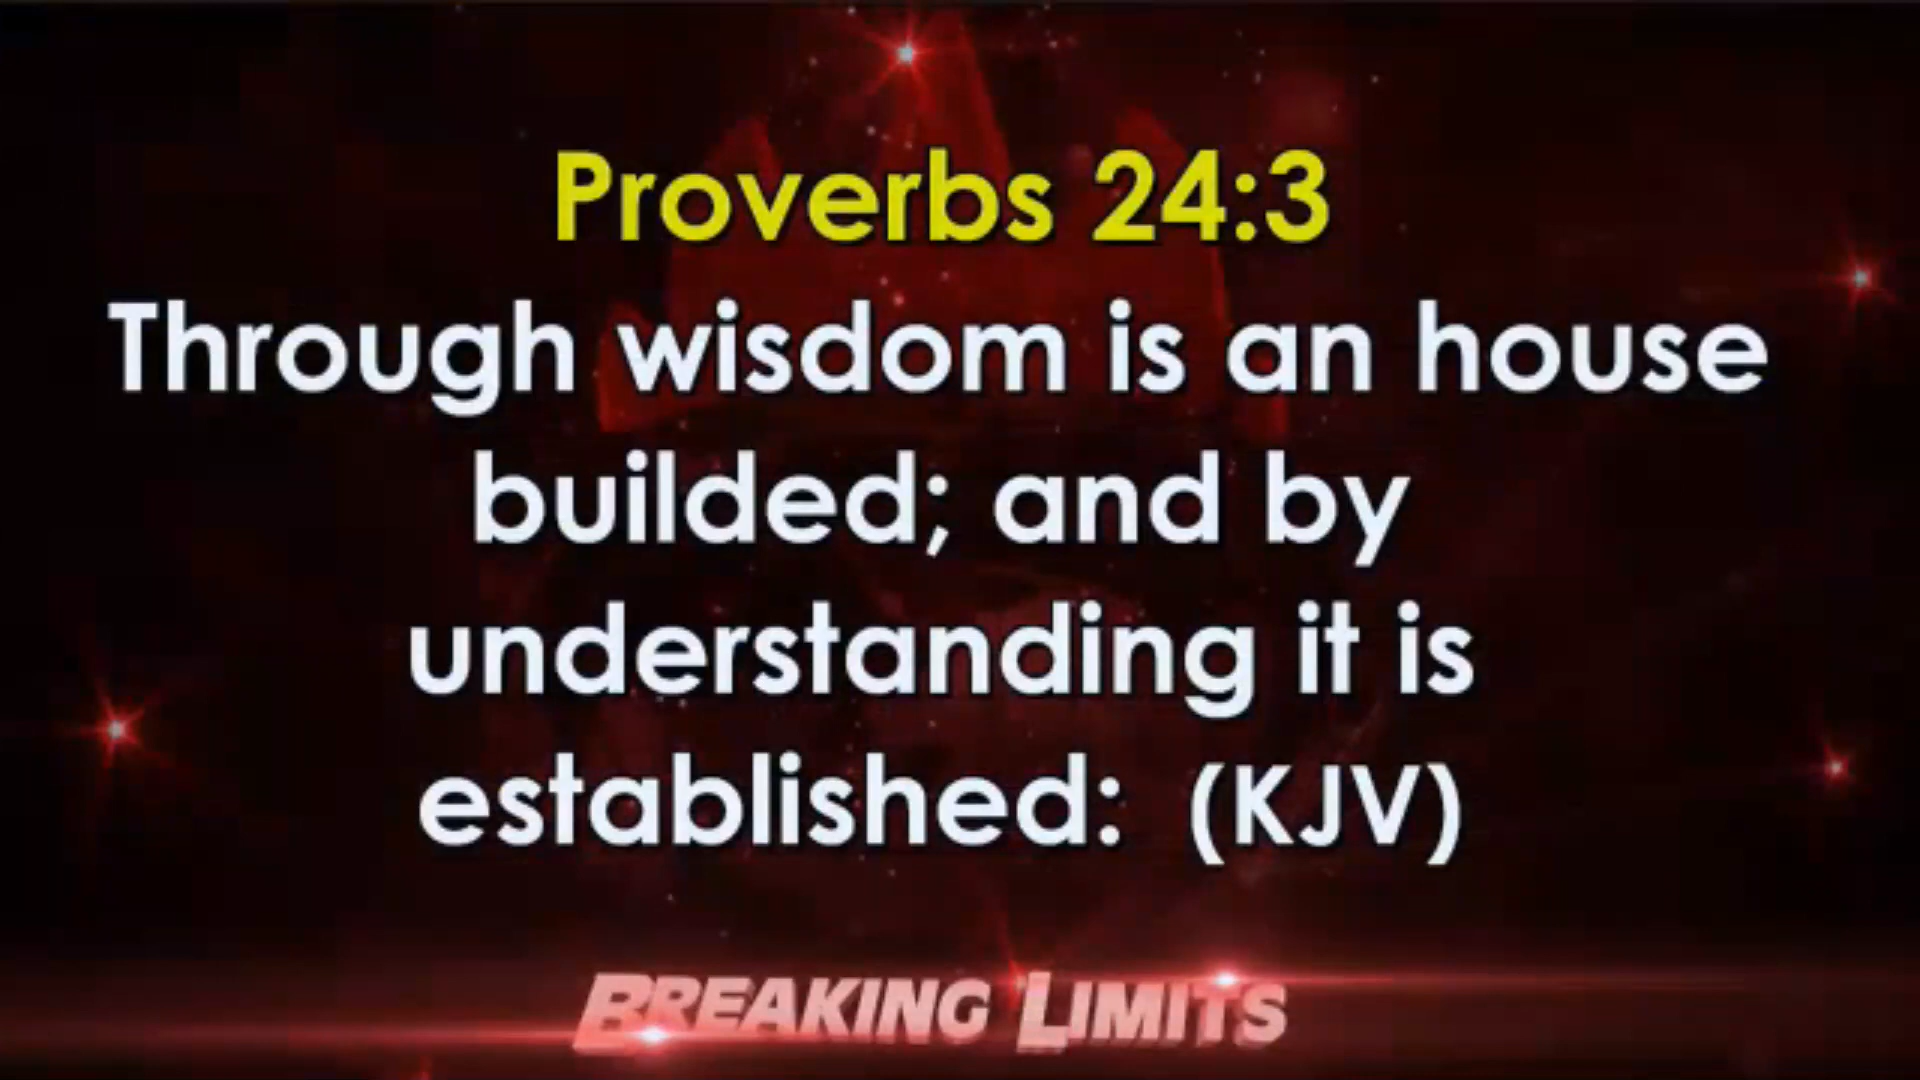 Proverbs 24:3
Through wisdom is an house
builded; and by
understanding it is
established: (KJV)
BREAKING LIMITS